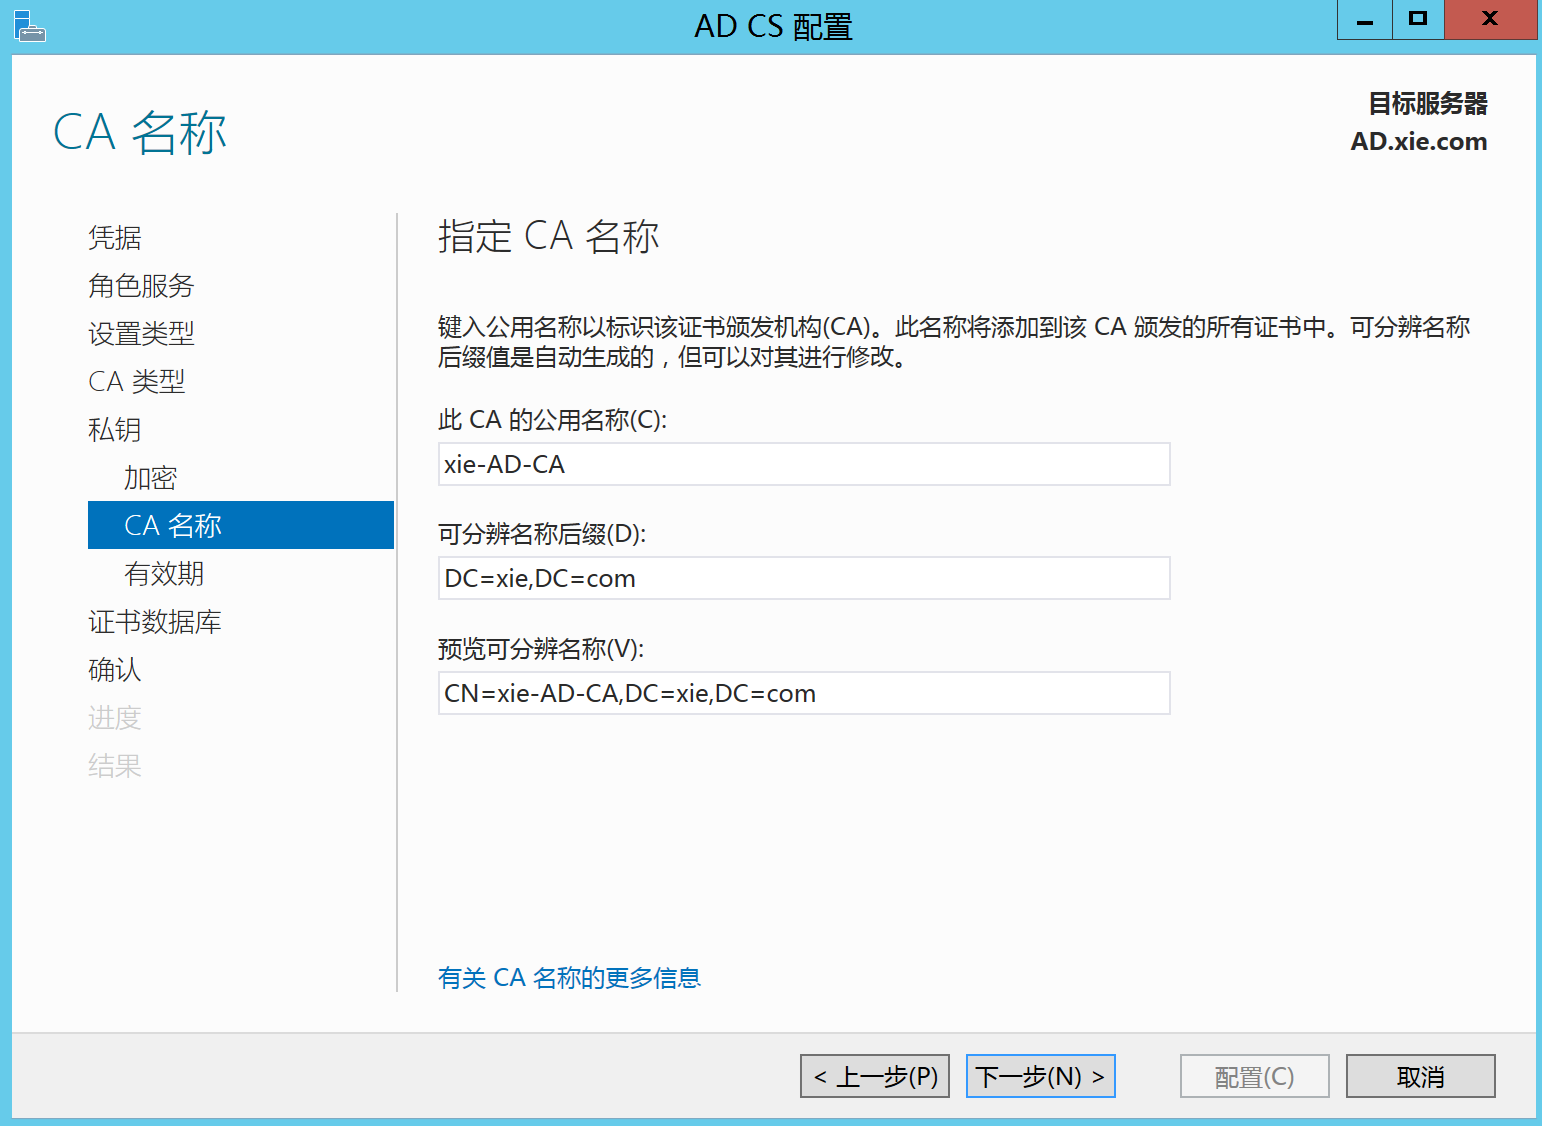 AD CS 配置
CA 名称
目标服务器
AD.xie.com
凭据
角色服务
设置类型
CA 类型
私钥
加密
CA 名称
有效期
证书数据库
确认
进度
结果
指定 CA 名称
键入公用名称以标识该证书颁发机构(CA)。此名称将添加到该 CA 颁发的所有证书中。可分辨名称
后缀值是自动生成的，但可以对其进行修改。
此 CA 的公用名称(C):
xie-AD-CA
可分辨名称后缀(D):
DC=xie,DC=com
预览可分辨名称(V):
CN=xie-AD-CA,DC=xie,DC=com
有关 CA 名称的更多信息
< 上一步(P)
下一步(N) >
配置(C)
取消